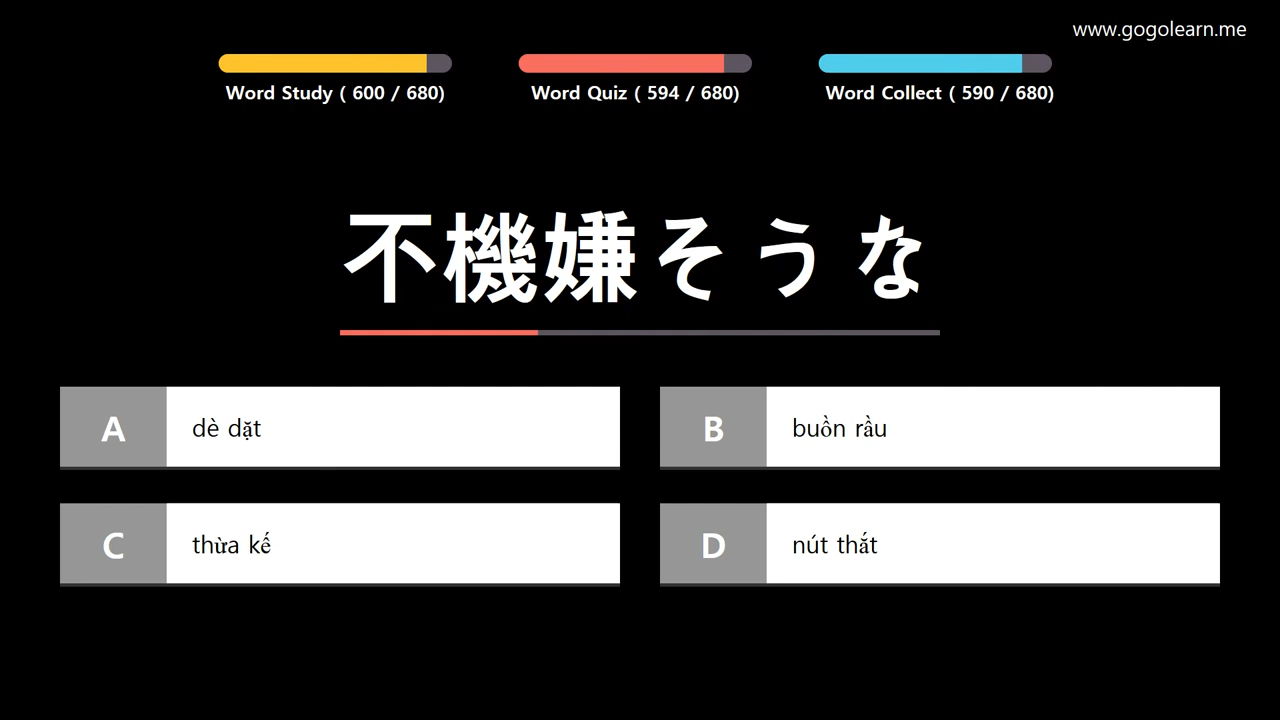 www.gogolearn.me
Word Study ( 600 / 680)
Word Quiz ( 594 / 680)
Word Collect ( 590 / 680)
不機嫌そうな
A dè dặt
B buồn rầu
C thừa kế
D nút thắt